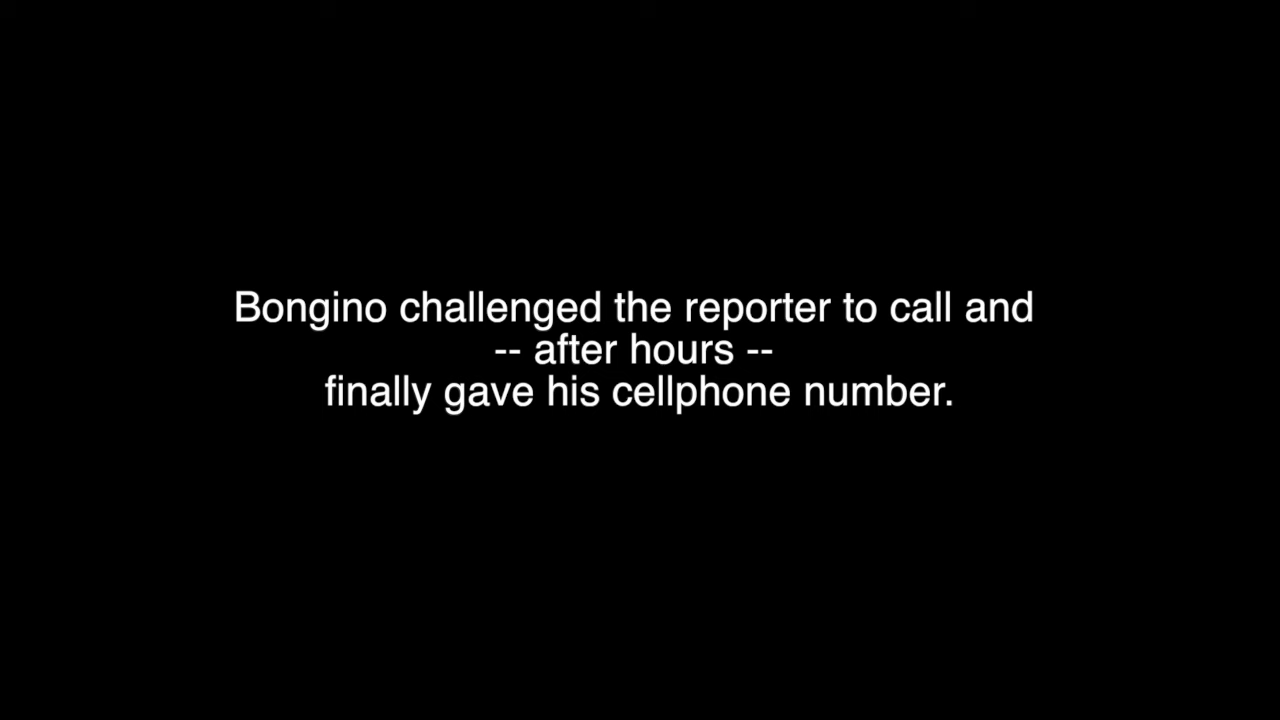 Bongino challenged the reporter to call and
-- after hours --
finally gave his cellphone number.